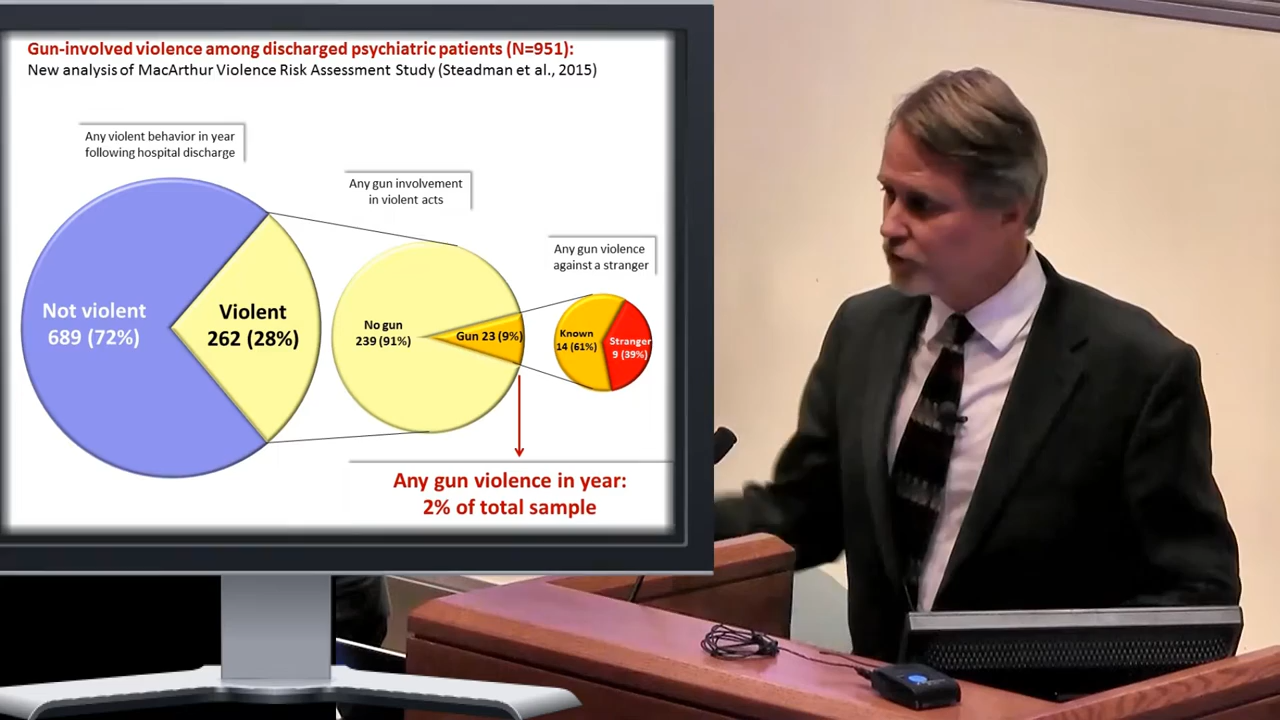 Gun-involved violence among discharged psychiatric patients (N=951):
New analysis of MacArthur Violence Risk Assessment Study (Steadman et al., 2015)
Any violent behavior in year
following hospital discharge
Any gun involvement
in violent acts
Any gun violence
against a stranger
Not violent
689 (72%)
Violent
262 (28%)
No gun
239 (91%)
Gun 23 (9%)
Known
14 (61%)
Stranger
9 (39%)
Any gun violence in year:
2% of total sample